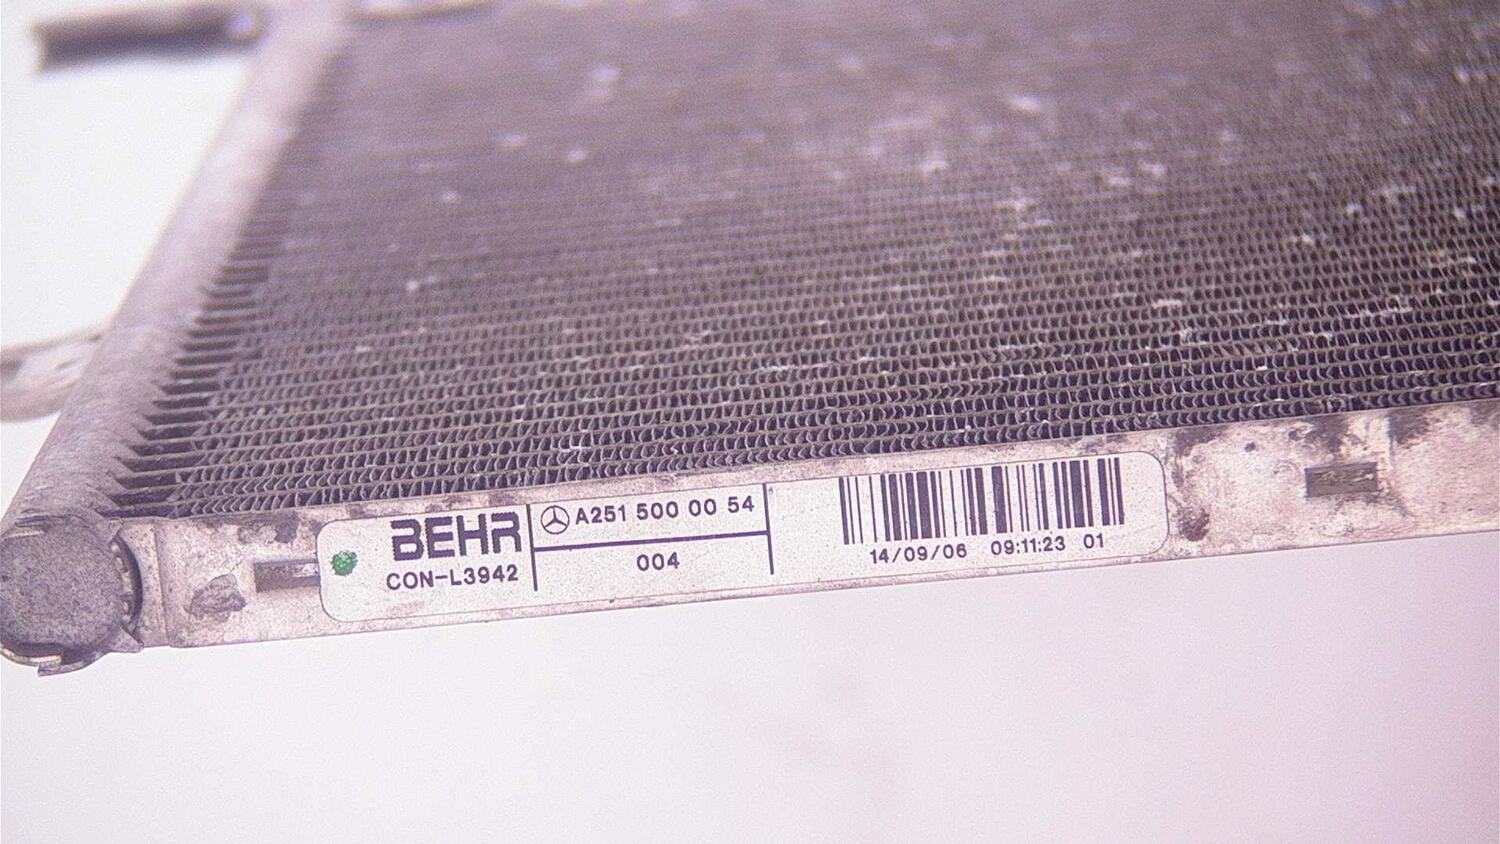 BEHR
CON-L3942
A251 500 00 54
004
14/09/06 09:11:23 01